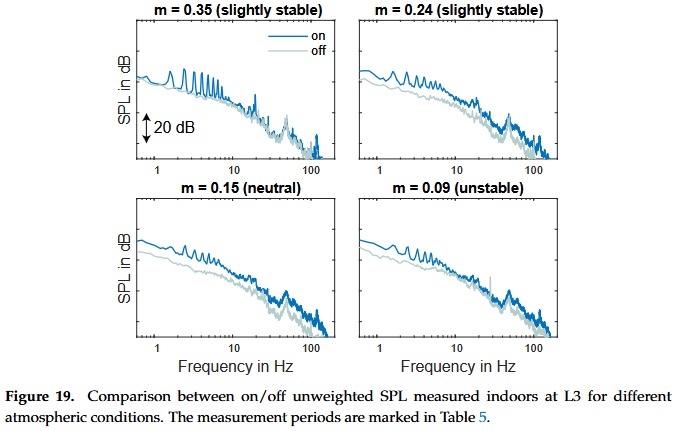 m = 0.35 (slightly stable)
m = 0.24 (slightly stable)
on
off
SPL in dB
20 dB
1
10
100
1
10
100
m = 0.15 (neutral)
m = 0.09 (unstable)
SPL in dB
1
10
100
1
10
100
Frequency in Hz
Frequency in Hz
Figure 19. Comparison between on/off unweighted SPL measured indoors at L3 for different
atmospheric conditions. The measurement periods are marked in Table 5.